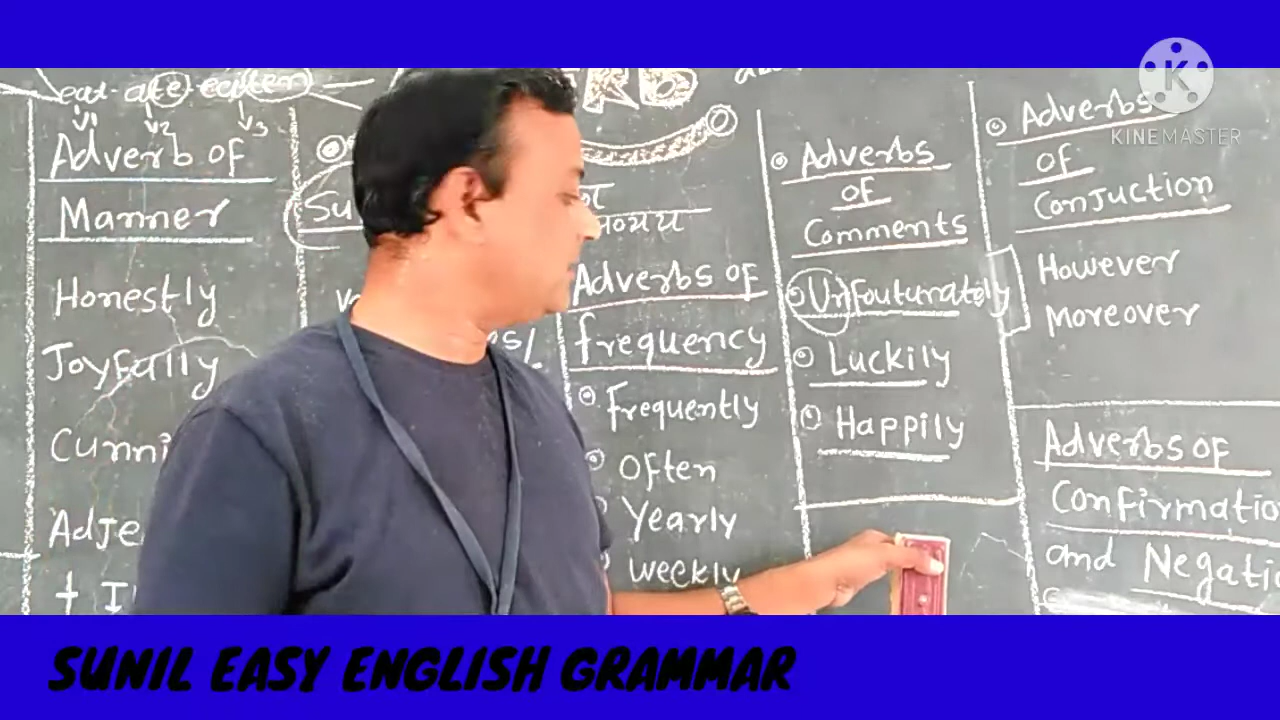 eat-ate-eaten
V1 V2 V3
Adverb of
Manner
Honestly
Joyfully
Cunni
Adje
+
Su
Adverbs of
frequency
Frequently
Often
Yearly
Weekly
Adverbs
of
Comments
Unfoutunately
Luckily
Happily
Adverbs
of
Conjuction
However
Moreover
Adverbs of
Confirmatio
and Negatio
KINEMASTER
SUNIL EASY ENGLISH GRAMMAR